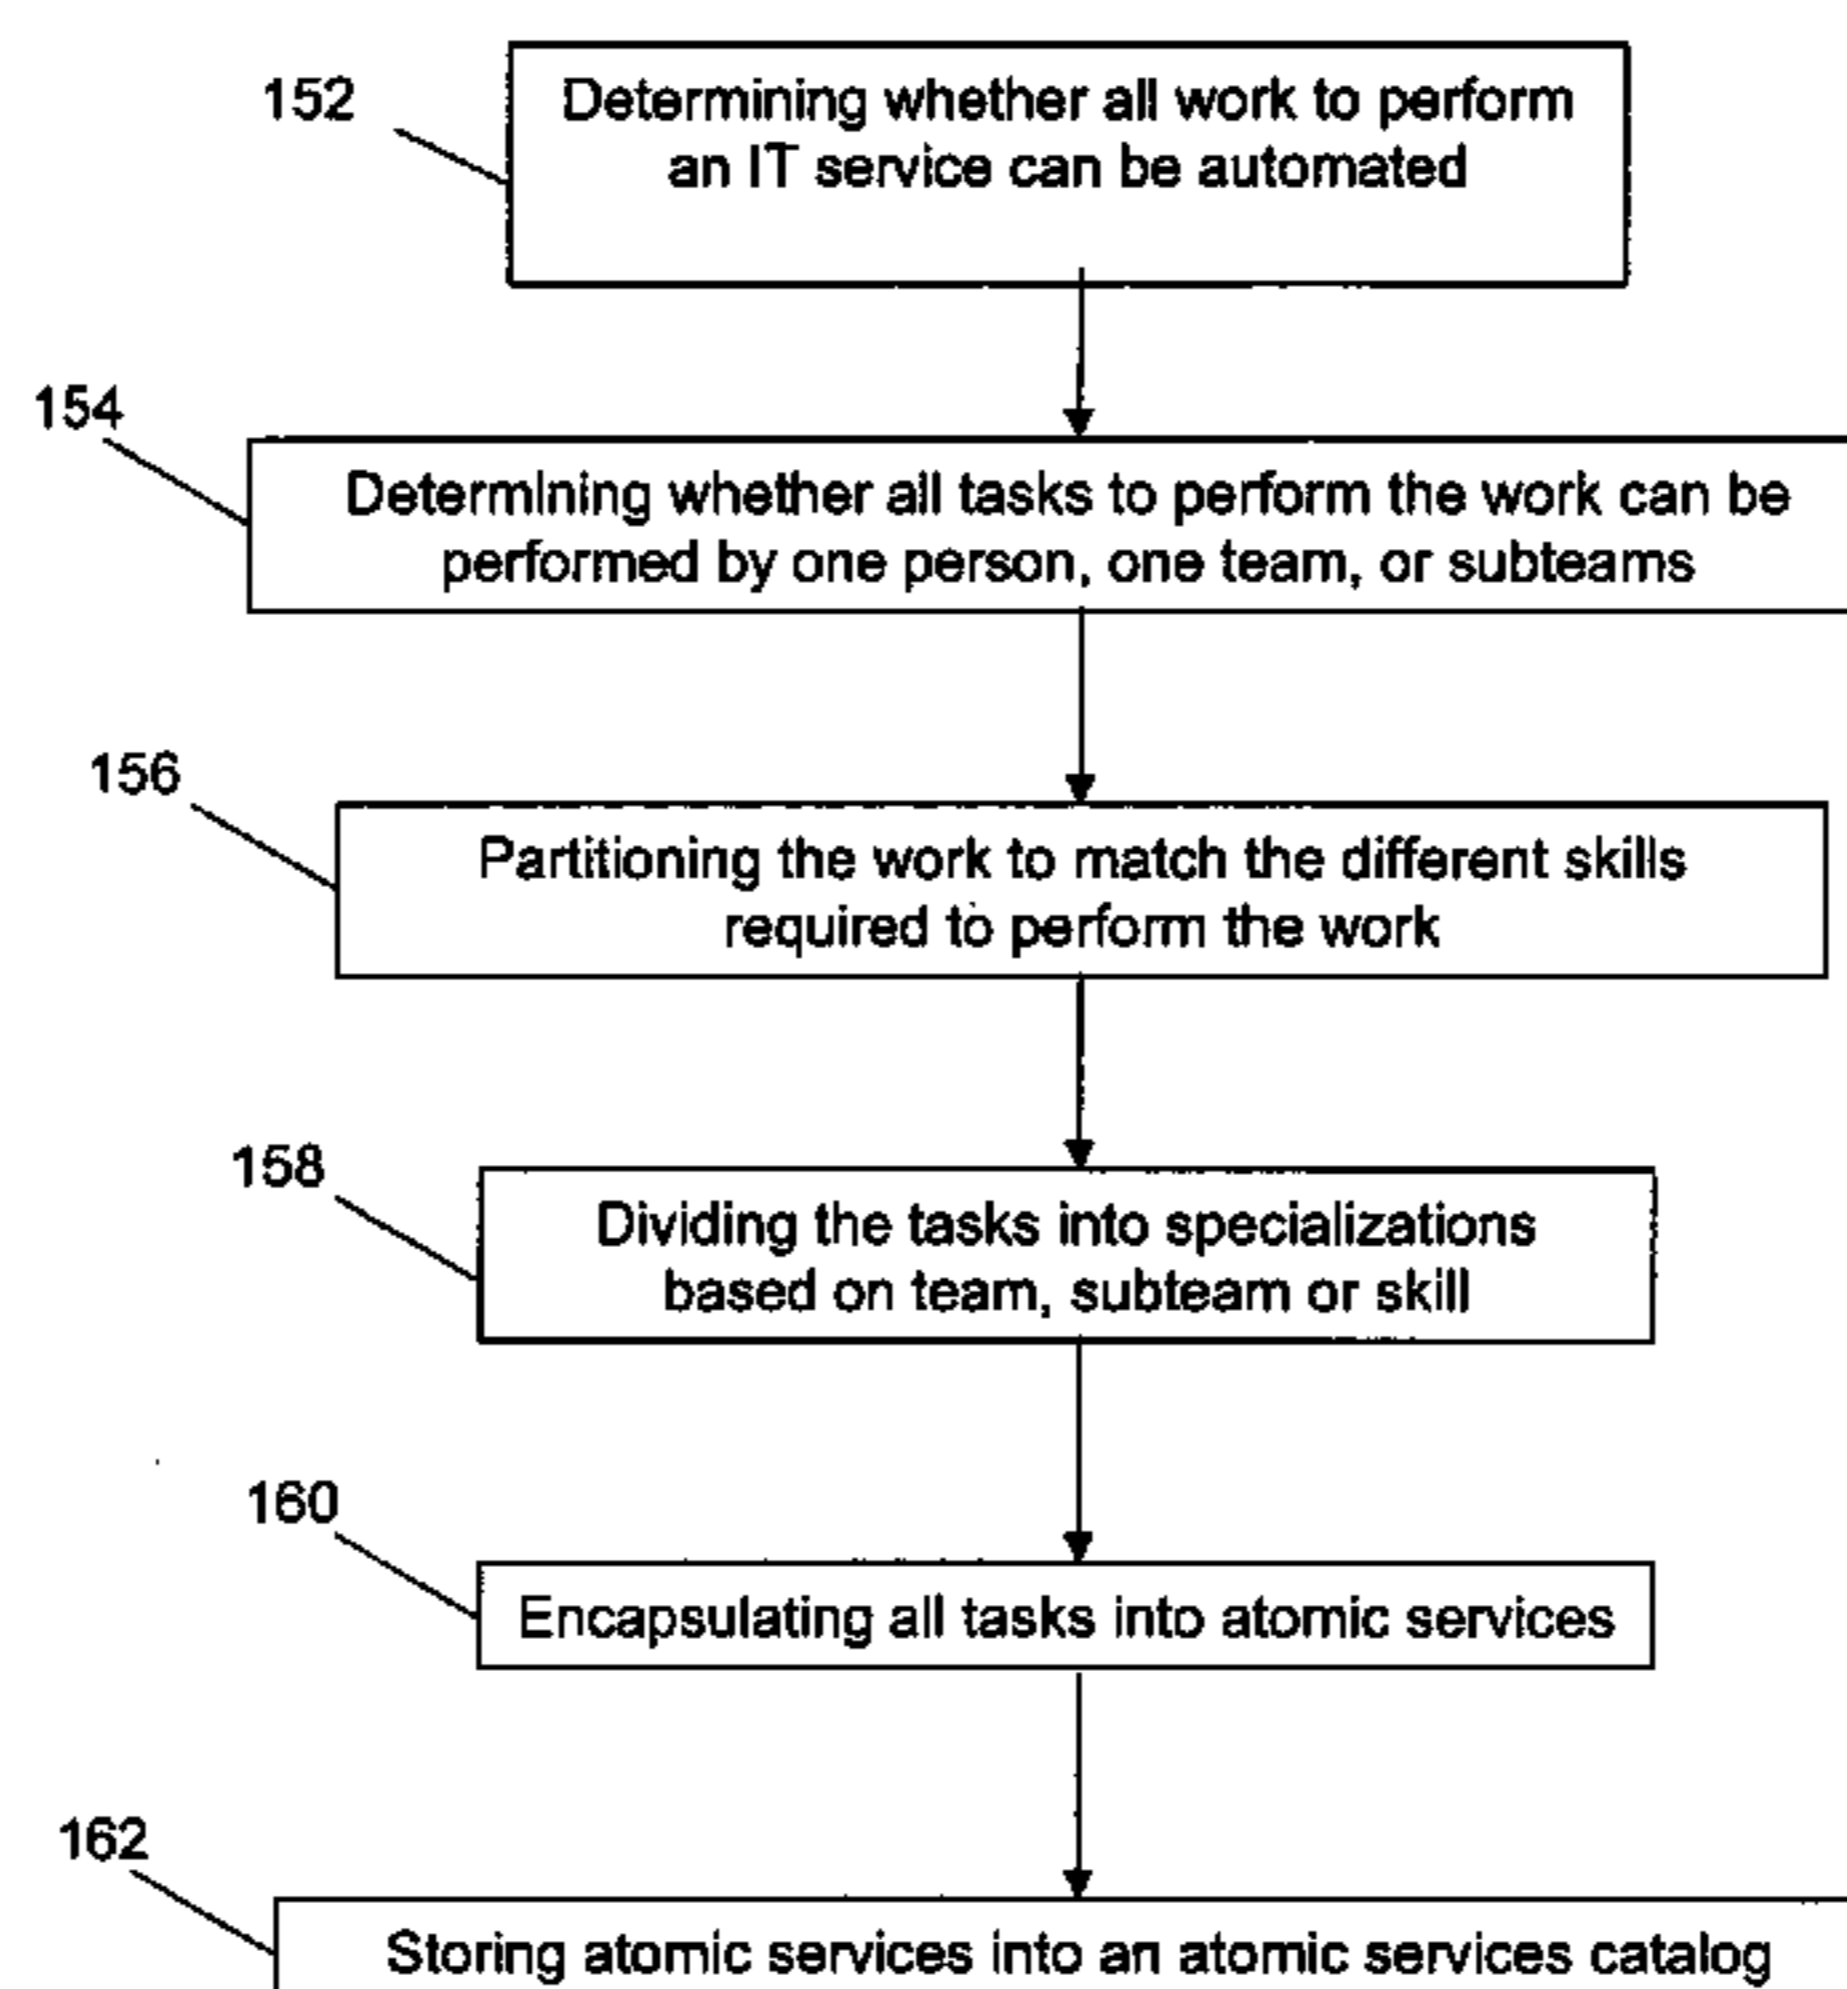 152
Determining whether all work to perform
an IT service can be automated
154
Determining whether all tasks to perform the work can be
performed by one person, one team, or subteams
156
Partitioning the work to match the different skills
required to perform the work
158
Dividing the tasks into specializations
based on team, subteam or skill
160
Encapsulating all tasks into atomic services
162
Storing atomic services into an atomic services catalog